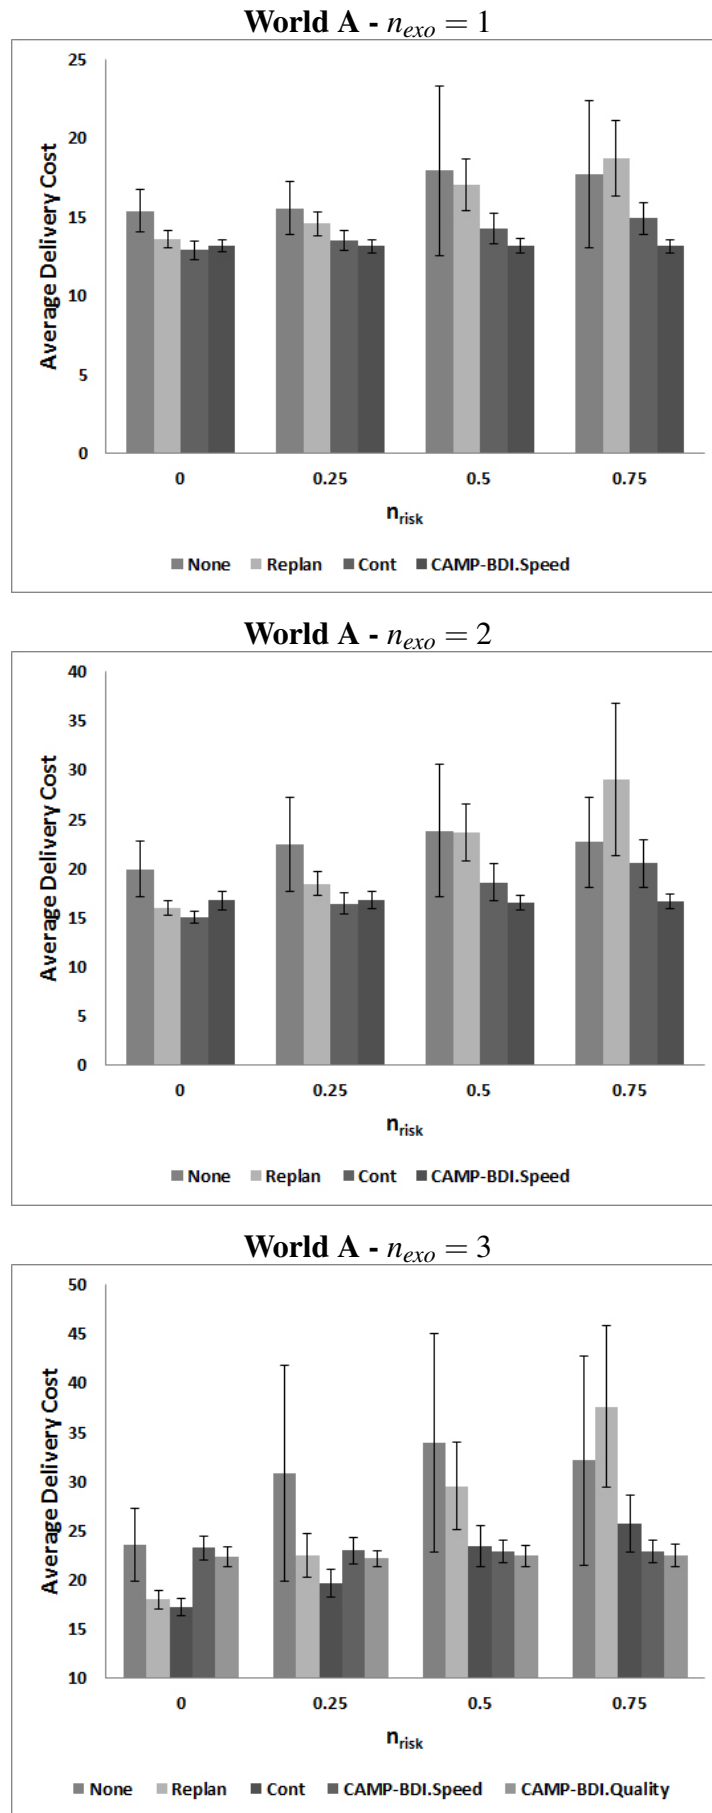 World A - n_exo = 1
25
20
15
10
5
0
Average Delivery Cost
0 0.25 0.5 0.75
n_risk
None Replan Cont CAMP-BDI.Speed
World A - n_exo = 2
40
35
30
25
20
15
10
5
0
Average Delivery Cost
0 0.25 0.5 0.75
n_risk
None Replan Cont CAMP-BDI.Speed
World A - n_exo = 3
50
45
40
35
30
25
20
15
10
Average Delivery Cost
0 0.25 0.5 0.75
n_risk
None Replan Cont CAMP-BDI.Speed CAMP-BDI.Quality